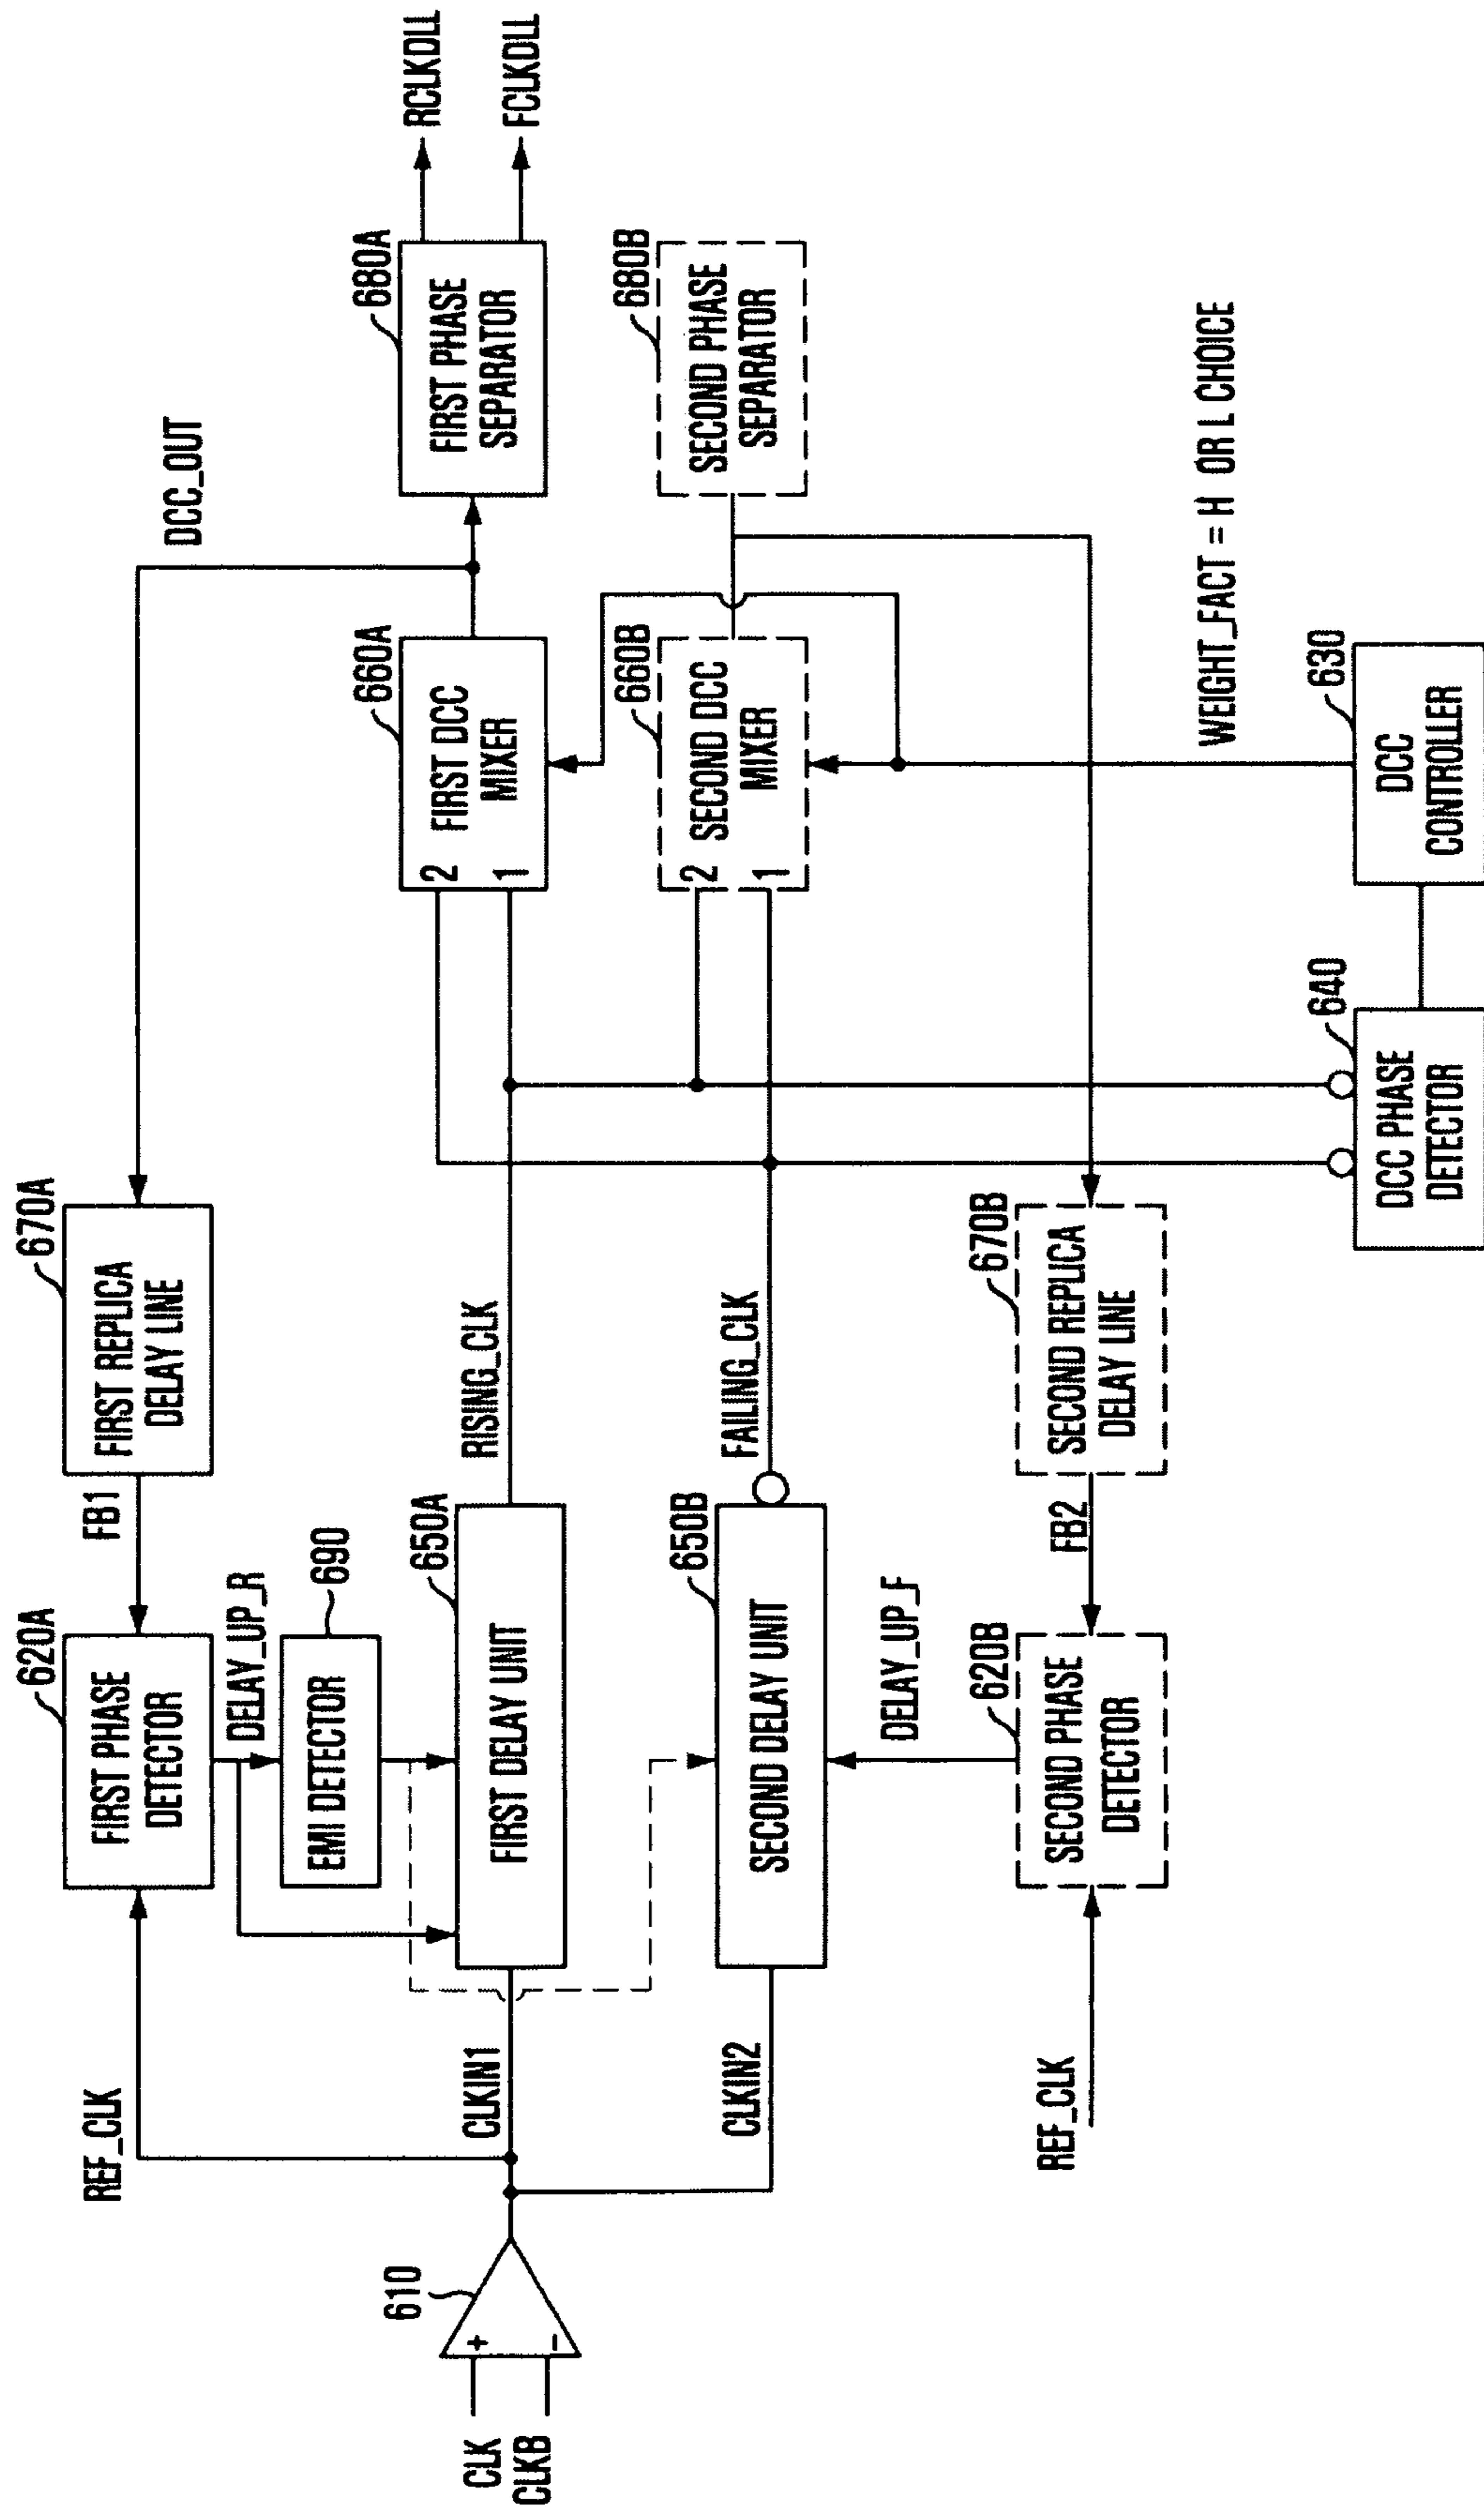 CLK
CLKB
+
-
610
REF_CLK
CLKIN1
CLKIN2
REF_CLK
620A
FIRST PHASE
DETECTOR
FB1
670A
FIRST REPLICA
DELAY LINE
DCC_OUT
DELAY_UP_R
EMI DETECTOR
690
FIRST DELAY UNIT
650A
RISING_CLK
2
1
660A
FIRST DCC
MIXER
680A
FIRST PHASE
SEPARATOR
RCLKDLL
FCLKDLL
SECOND DELAY UNIT
650B
FAILING_CLK
2
1
660B
SECOND DCC
MIXER
680B
SECOND PHASE
SEPARATOR
DELAY_UP_F
620B
SECOND PHASE
DETECTOR
FB2
670B
SECOND REPLICA
DELAY LINE
WEIGHT_FACT = H OR L CHOICE
640
DCC PHASE
DETECTOR
630
DCC
CONTROLLER